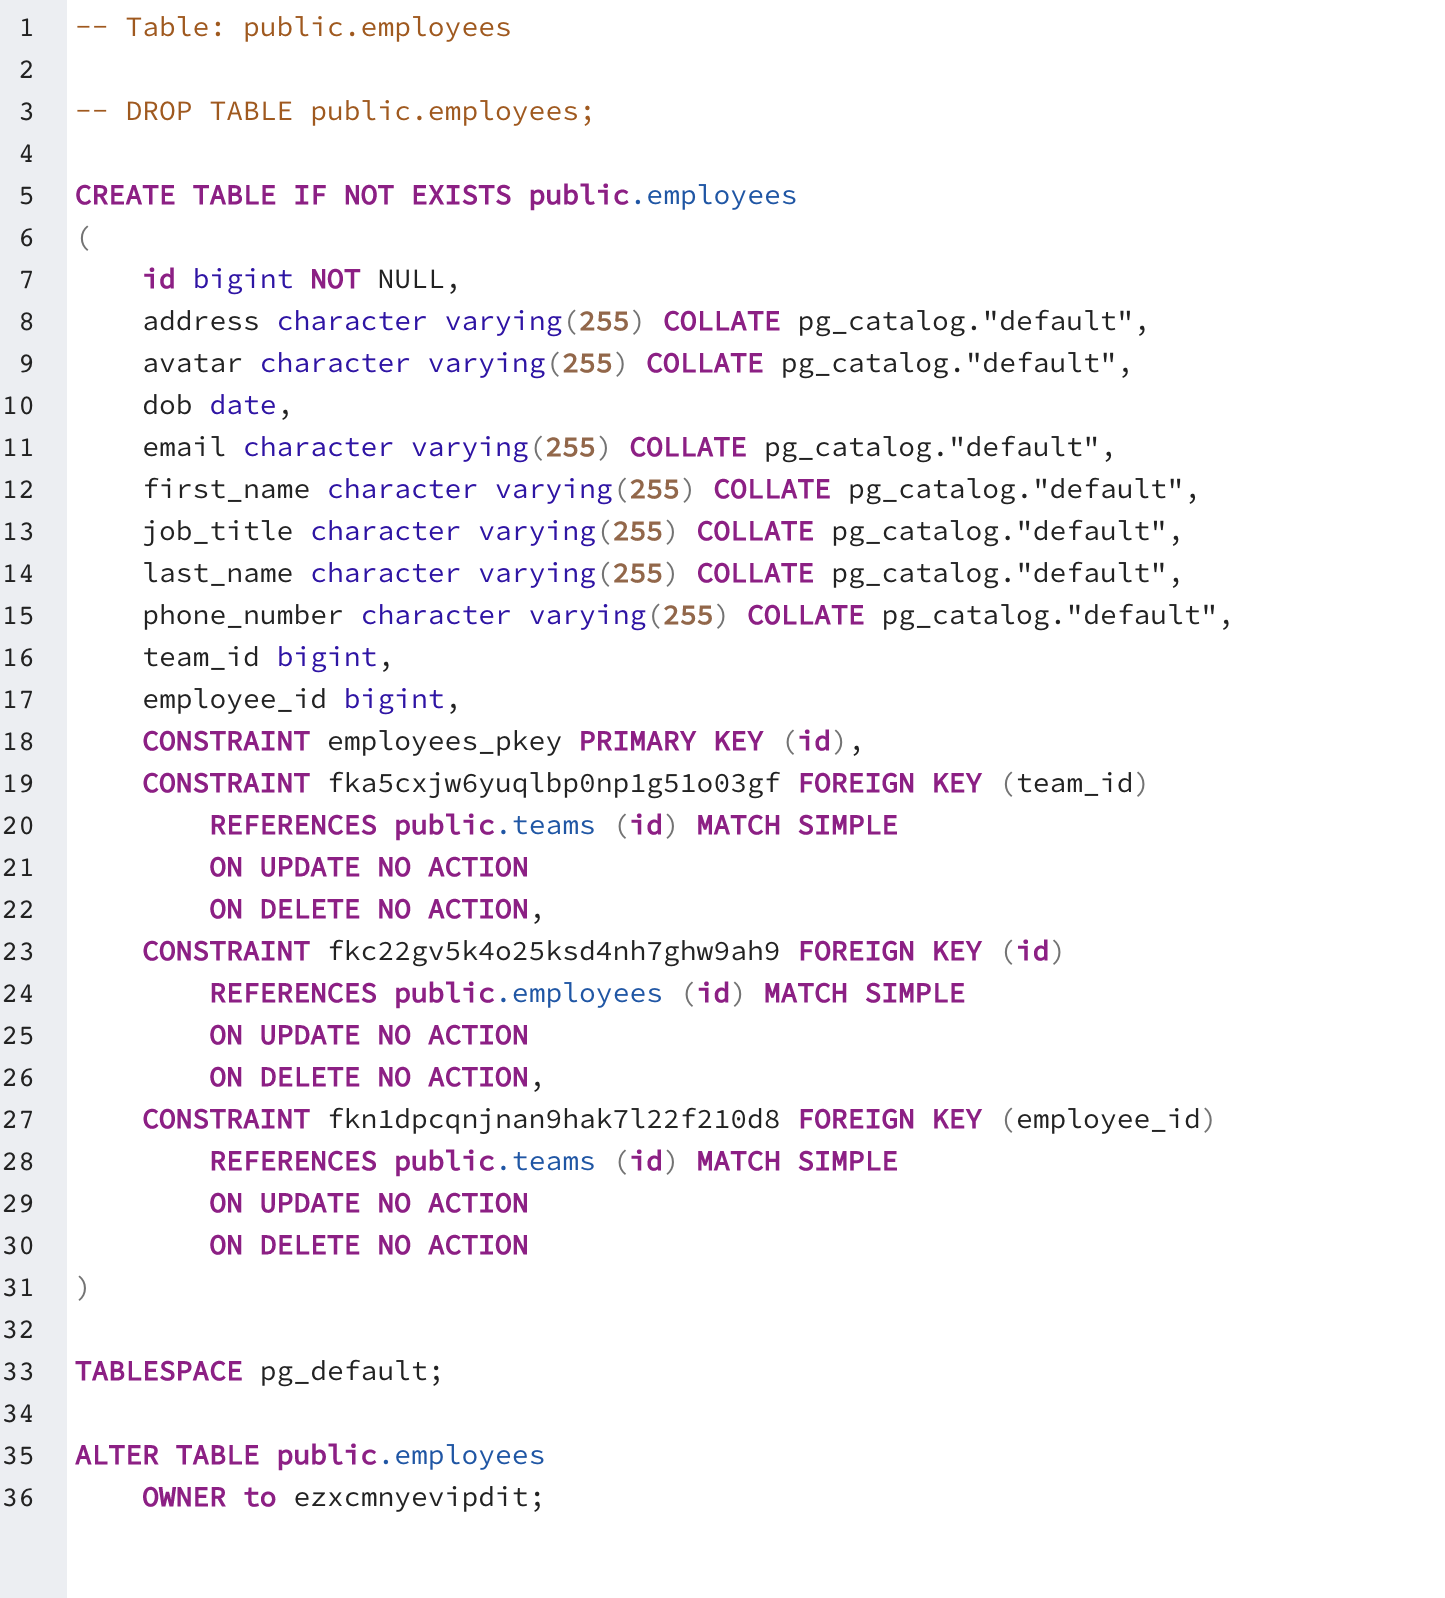 1 -- Table: public.employees
2
3 -- DROP TABLE public.employees;
4
5 CREATE TABLE IF NOT EXISTS public.employees
6 (
7     id bigint NOT NULL,
8     address character varying(255) COLLATE pg_catalog."default",
9     avatar character varying(255) COLLATE pg_catalog."default",
10     dob date,
11     email character varying(255) COLLATE pg_catalog."default",
12     first_name character varying(255) COLLATE pg_catalog."default",
13     job_title character varying(255) COLLATE pg_catalog."default",
14     last_name character varying(255) COLLATE pg_catalog."default",
15     phone_number character varying(255) COLLATE pg_catalog."default",
16     team_id bigint,
17     employee_id bigint,
18     CONSTRAINT employees_pkey PRIMARY KEY (id),
19     CONSTRAINT fka5cxjw6yuqlbp0np1g51o03gf FOREIGN KEY (team_id)
20         REFERENCES public.teams (id) MATCH SIMPLE
21         ON UPDATE NO ACTION
22         ON DELETE NO ACTION,
23     CONSTRAINT fkc22gv5k4o25ksd4nh7ghw9ah9 FOREIGN KEY (id)
24         REFERENCES public.employees (id) MATCH SIMPLE
25         ON UPDATE NO ACTION
26         ON DELETE NO ACTION,
27     CONSTRAINT fkn1dpcqnjnan9hak7l22f210d8 FOREIGN KEY (employee_id)
28         REFERENCES public.teams (id) MATCH SIMPLE
29         ON UPDATE NO ACTION
30         ON DELETE NO ACTION
31 )
32
33 TABLESPACE pg_default;
34
35 ALTER TABLE public.employees
36     OWNER to ezxcmnyevipdit;